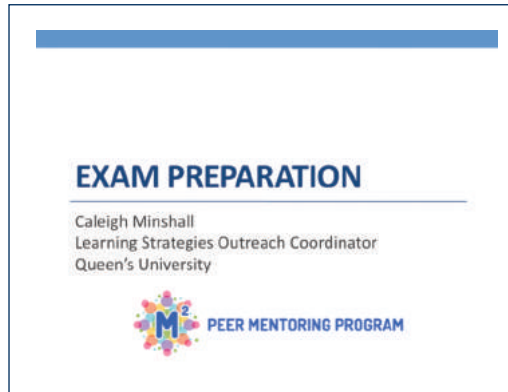 EXAM PREPARATION
Caleigh Minshall
Learning Strategies Outreach Coordinator
Queen's University
M² PEER MENTORING PROGRAM